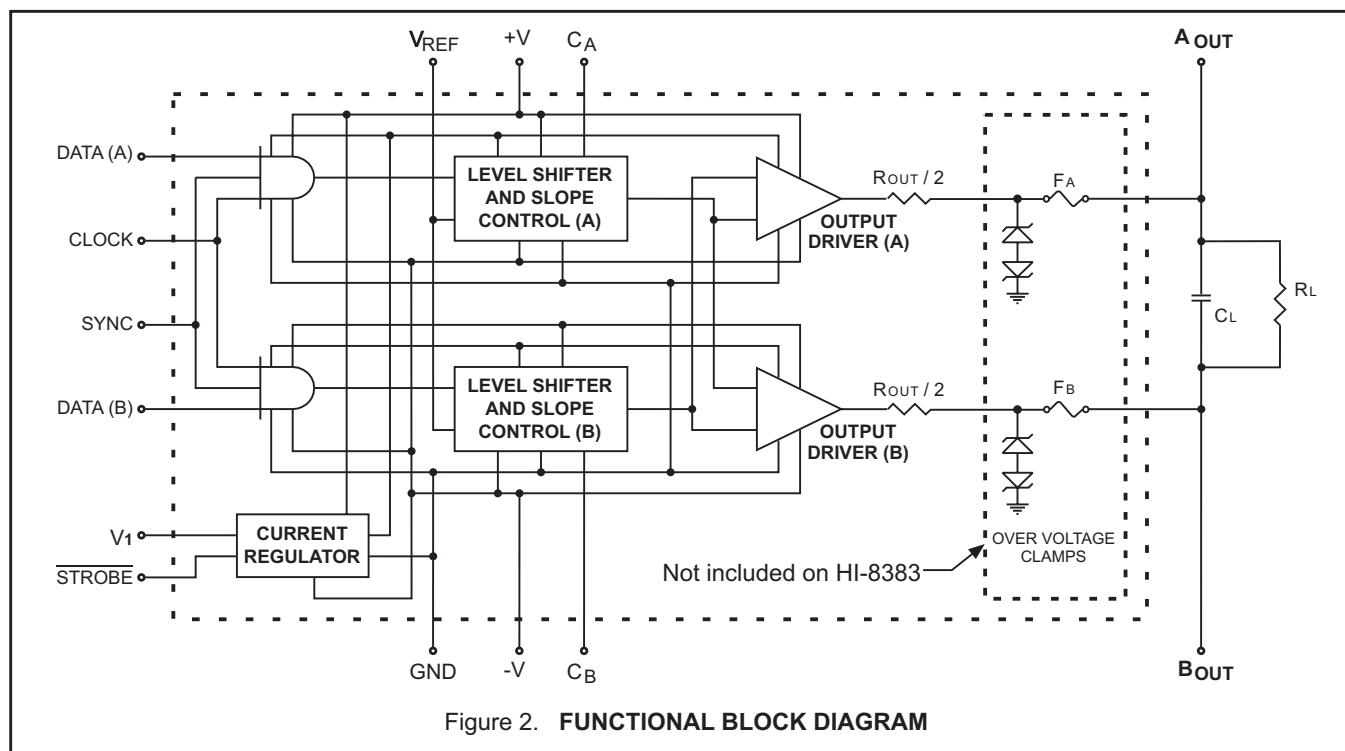 VREF
+V
CA
A OUT
DATA (A)
CLOCK
SYNC
DATA (B)
V1
STROBE
LEVEL SHIFTER
AND SLOPE
CONTROL (A)
OUTPUT
DRIVER (A)
ROUT / 2
FA
CL
RL
LEVEL SHIFTER
AND SLOPE
CONTROL (B)
OUTPUT
DRIVER (B)
ROUT / 2
FB
CURRENT
REGULATOR
OVER VOLTAGE
CLAMPS
Not included on HI-8383
GND
-V
CB
BOUT
Figure 2. FUNCTIONAL BLOCK DIAGRAM